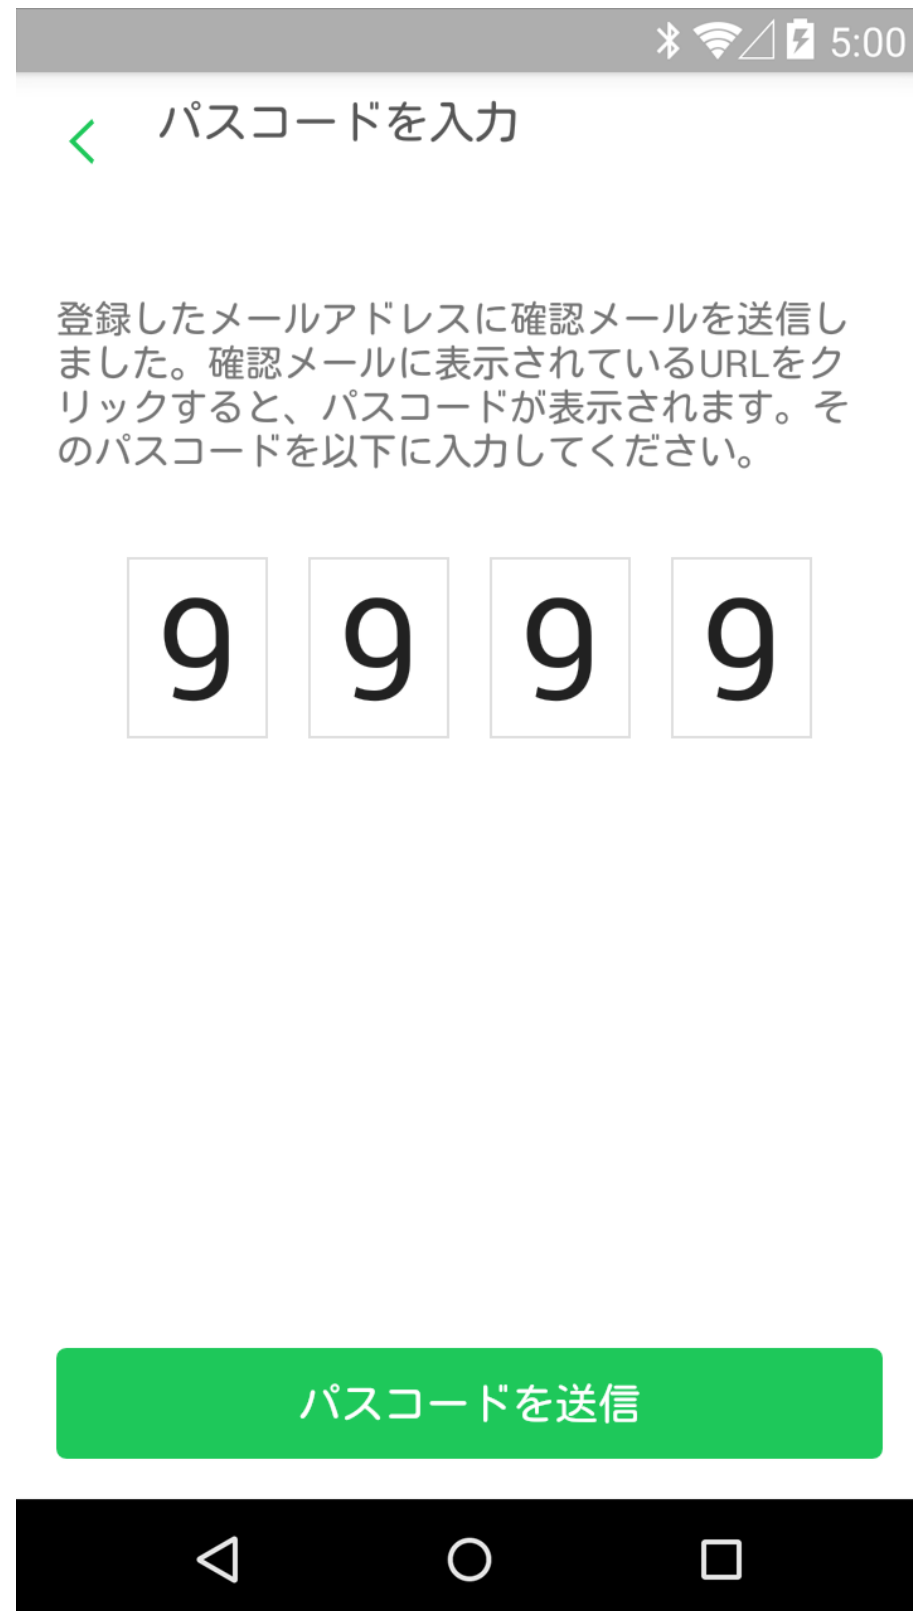 5:00
パスコードを入力
登録したメールアドレスに確認メールを送信し
ました。確認メールに表示されているURLをク
リックすると、パスコードが表示されます。そ
のパスコードを以下に入力してください。
9 9 9 9
パスコードを送信